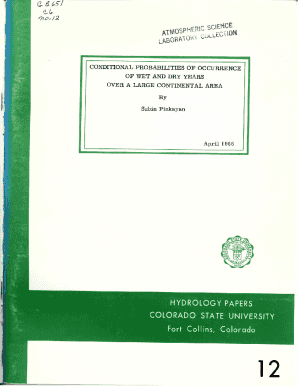 GB651
no.12
ATMOSPHERIC SCIENCE
LABORATORY COLLECTION
CONDITIONAL PROBABILITIES OF OCCURRENCE
OF WET AND DRY YEARS
OVER A LARGE CONTINENTAL AREA
By
Subin Pinkayan
April 1966
HYDROLOGY PAPERS
COLORADO STATE UNIVERSITY
Fort Collins, Colorado
12